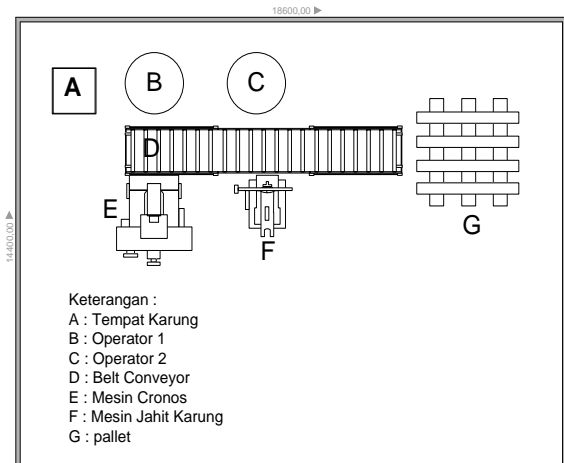 18600,00
14400,00
A
B
C
D
E
F
G
Keterangan :
A : Tempat Karung
B : Operator 1
C : Operator 2
D : Belt Conveyor
E : Mesin Cronos
F : Mesin Jahit Karung
G : pallet